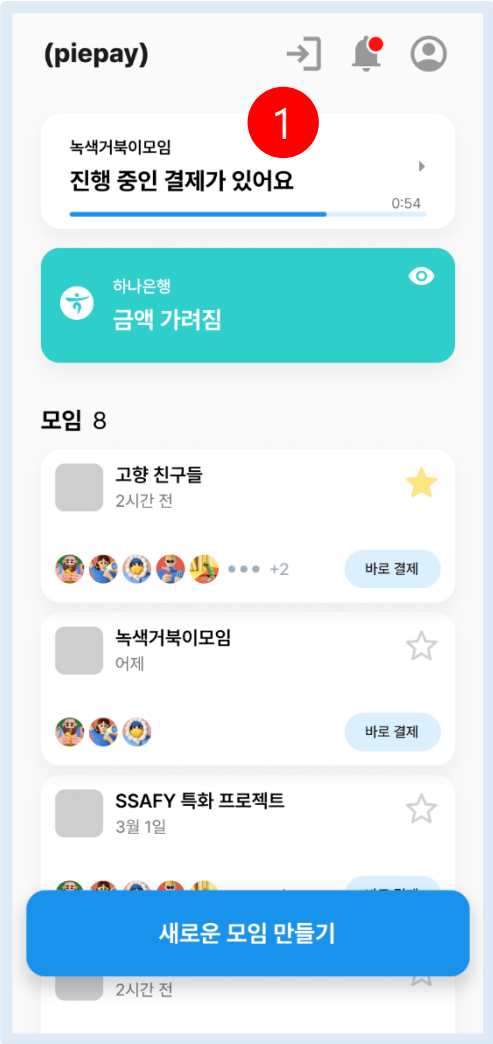 (piepay)
1
녹색거북이모임
진행 중인 결제가 있어요
0:54
하나은행
금액 가려짐
모임 8
고향 친구들
2시간 전
+2
바로 결제
녹색거북이모임
어제
바로 결제
SSAFY 특화 프로젝트
3월 1일
새로운 모임 만들기
2시간 전